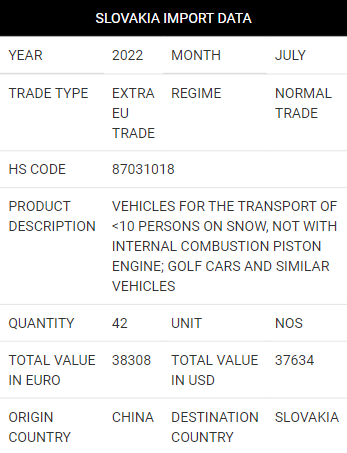 SLOVAKIA IMPORT DATA
YEAR 2022 MONTH JULY
TRADE TYPE EXTRA EU TRADE REGIME NORMAL TRADE
HS CODE 87031018
PRODUCT DESCRIPTION VEHICLES FOR THE TRANSPORT OF
<10 PERSONS ON SNOW, NOT WITH
INTERNAL COMBUSTION PISTON
ENGINE; GOLF CARS AND SIMILAR
VEHICLES
QUANTITY 42 UNIT NOS
TOTAL VALUE IN EURO 38308 TOTAL VALUE IN USD 37634
ORIGIN COUNTRY CHINA DESTINATION COUNTRY SLOVAKIA